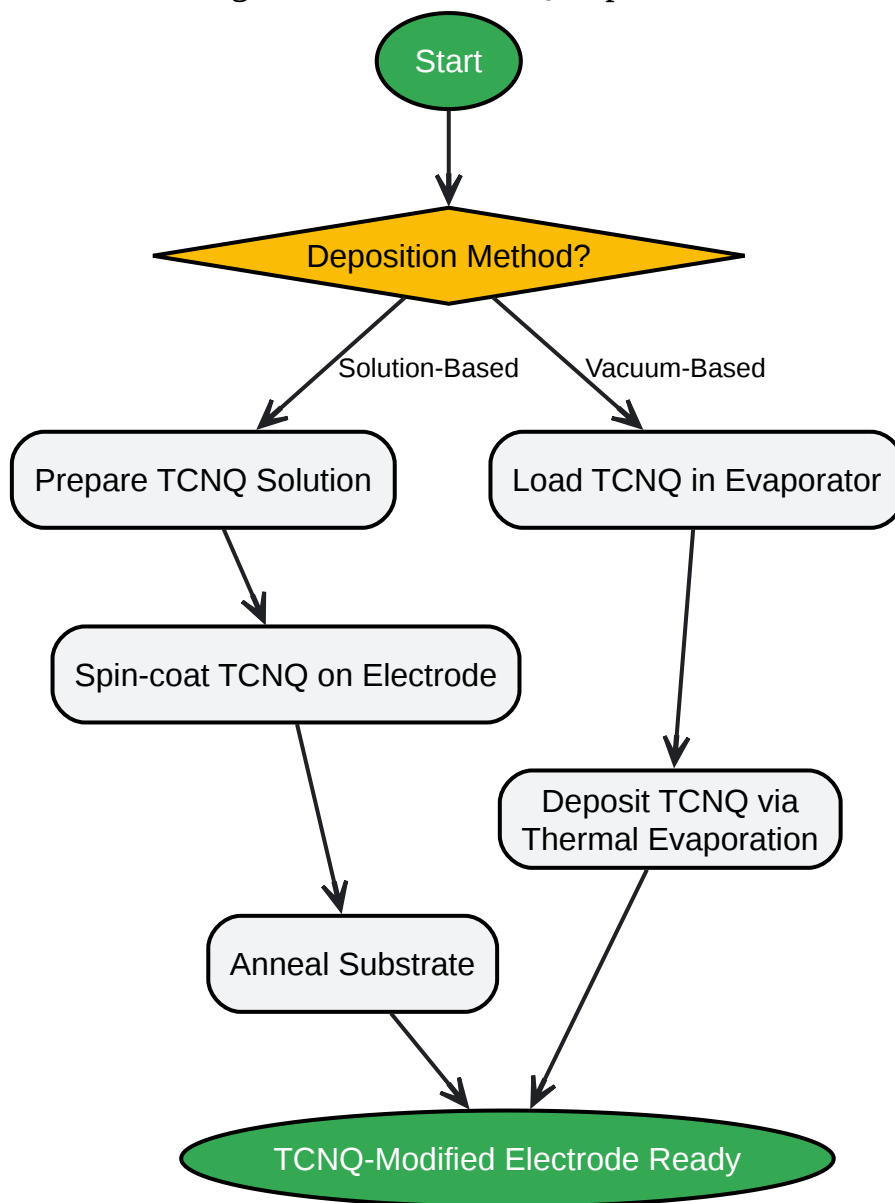 Start
Deposition Method?
Solution-Based
Vacuum-Based
Prepare TCNQ Solution
Load TCNQ in Evaporator
Spin-coat TCNQ on Electrode
Deposit TCNQ via
Thermal Evaporation
Anneal Substrate
TCNQ-Modified Electrode Ready